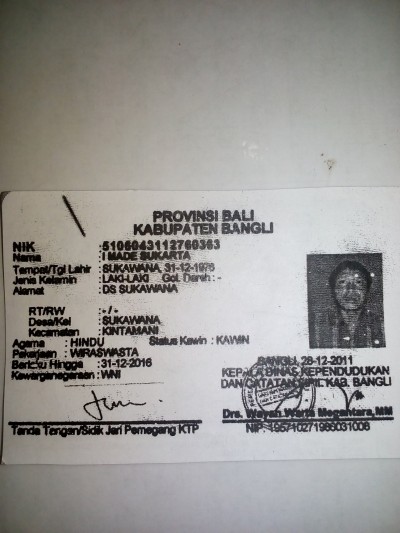 PROVINSI BALI
KABUPATEN BANGLI
NIK : 5106043112760363
Nama : I MADE SUKARTA
Tempat/Tgl Lahir : SUKAWANA, 31-12-1976
Jenis Kelamin : LAKI-LAKI Gol. Darah : -
Alamat : DS SUKAWANA
RT/RW : - / -
Desa/Kel : SUKAWANA
Kecamatan : KINTAMANI
Agama : HINDU Status Kawin : KAWIN
Pekerjaan : WIRASWASTA
Berlaku Hingga : 31-12-2016
Kewarganegaraan : WNI
BANGLI, 28-12-2011
KEPALA DINAS KEPENDUDUKAN
DAN CATATAN SIPIL KAB. BANGLI
Drs. Wayan Warta Megantara, MM
NIP. 195710271986031008
Tanda Tangan/Sidik Jari Pemegang KTP